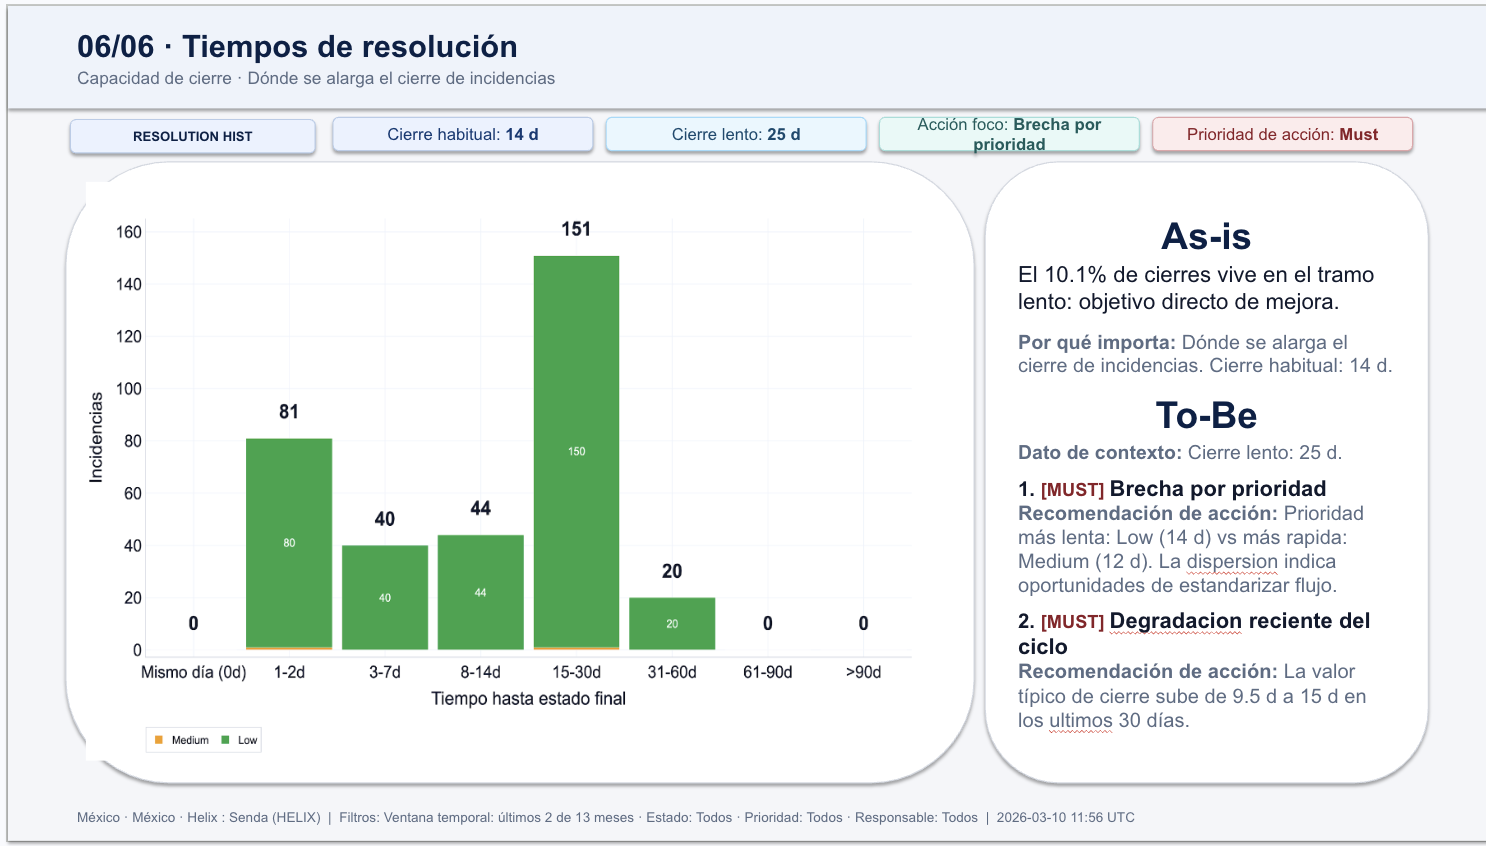 06/06 · Tiempos de resolución
Capacidad de cierre · Dónde se alarga el cierre de incidencias
RESOLUTION HIST
Cierre habitual: 14 d
Cierre lento: 25 d
Acción foco: Brecha por
prioridad
Prioridad de acción: Must
Incidencias
160
140
120
100
80
60
40
20
0
0
81
80
40
40
44
44
151
150
20
20
0
0
Mismo día (0d)
1-2d
3-7d
8-14d
15-30d
31-60d
61-90d
>90d
Tiempo hasta estado final
Medium
Low
As-is
El 10.1% de cierres vive en el tramo
lento: objetivo directo de mejora.
Por qué importa: Dónde se alarga el
cierre de incidencias. Cierre habitual: 14 d.
To-Be
Dato de contexto: Cierre lento: 25 d.
1. [MUST] Brecha por prioridad
Recomendación de acción: Prioridad
más lenta: Low (14 d) vs más rapida:
Medium (12 d). La dispersion indica
oportunidades de estandarizar flujo.
2. [MUST] Degradacion reciente del
ciclo
Recomendación de acción: La valor
típico de cierre sube de 9.5 d a 15 d en
los ultimos 30 días.
México · México · Helix : Senda (HELIX) | Filtros: Ventana temporal: últimos 2 de 13 meses · Estado: Todos · Prioridad: Todos · Responsable: Todos | 2026-03-10 11:56 UTC